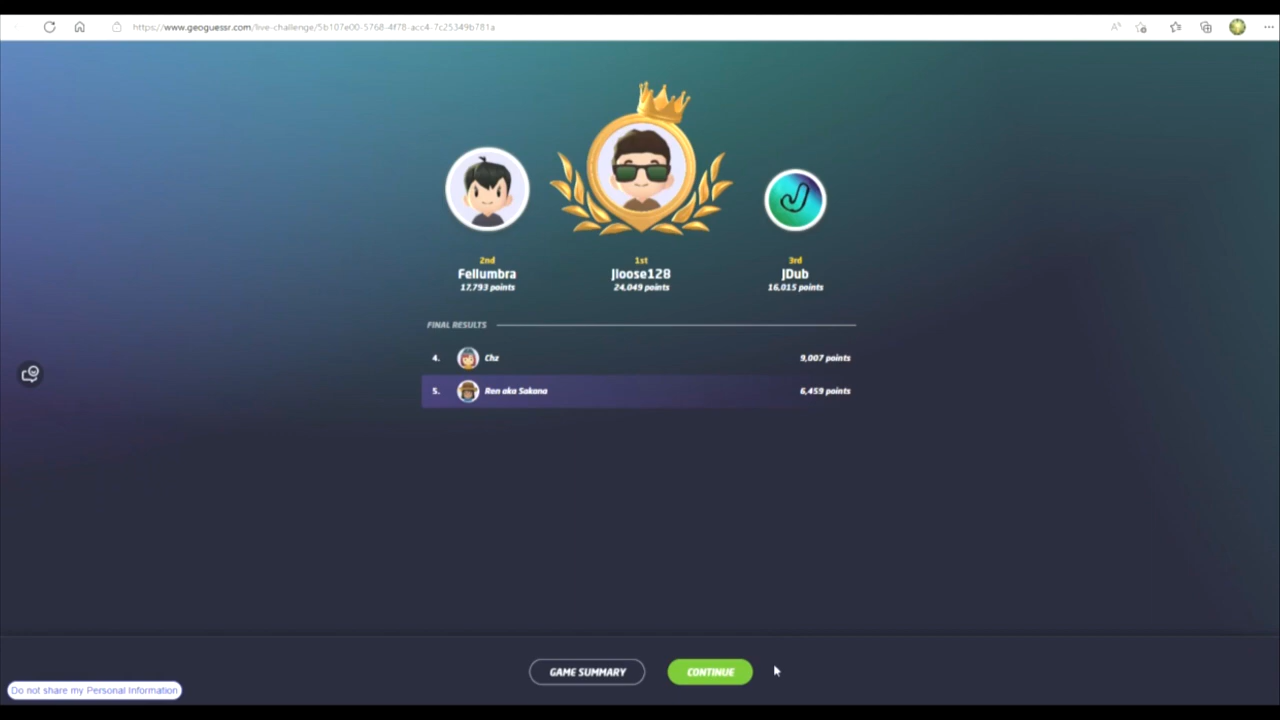 https://www.geoguessr.com/live-challenge/5b107e00-5768-4f78-acc4-7c25349b781a
2nd
Fellumbra
17,793 points
1st
Jloose128
24,049 points
3rd
JDub
16,015 points
FINAL RESULTS
4. Chz 9,007 points
5. Ren aka Sakana 6,459 points
GAME SUMMARY CONTINUE
Do not share my Personal Information